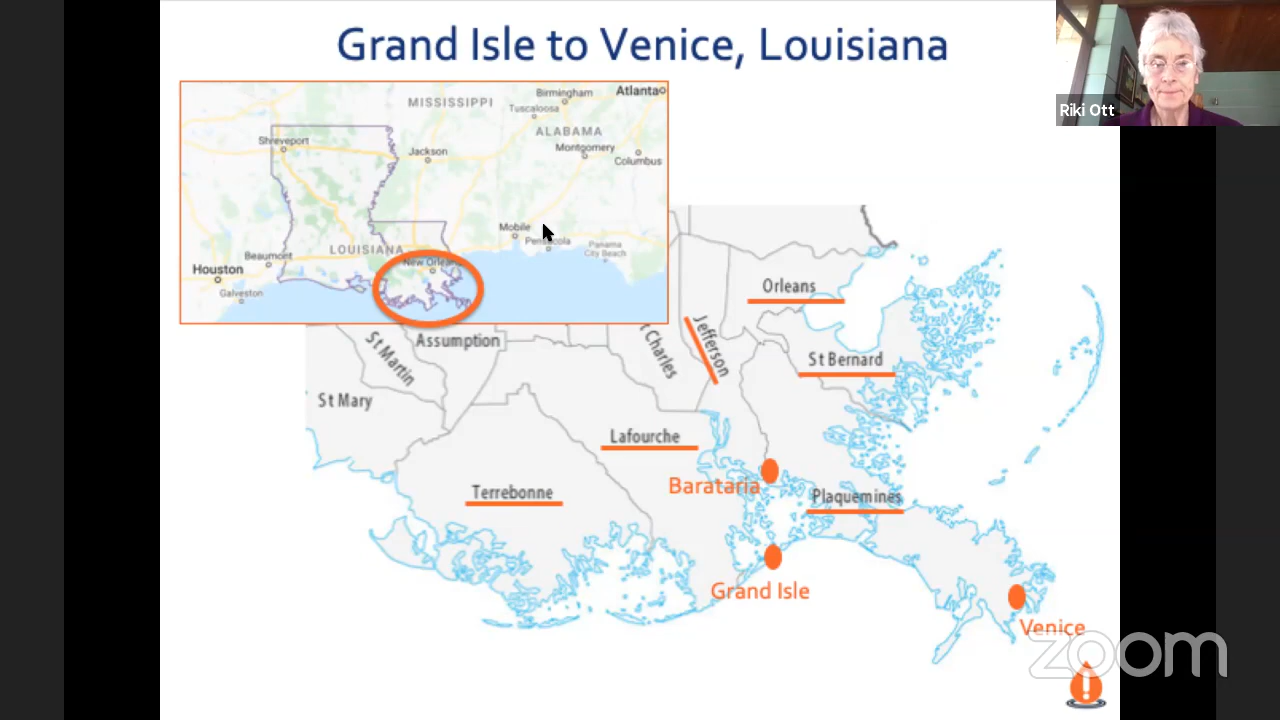 Grand Isle to Venice, Louisiana
Riki Ott
Birmingham
Atlanta
MISSISSIPPI
Tuscaloosa
ALABAMA
Shreveport
Jackson
Montgomery
Columbus
Mobile
Pensacola
Panama
City Beach
LOUISIANA
Beaumont
New Orleans
Houston
Galveston
Orleans
Jefferson
St Bernard
Assumption
St Martin
t Charles
St Mary
Lafourche
Barataria
Terrebonne
Plaquemines
Grand Isle
Venice
zoom
!